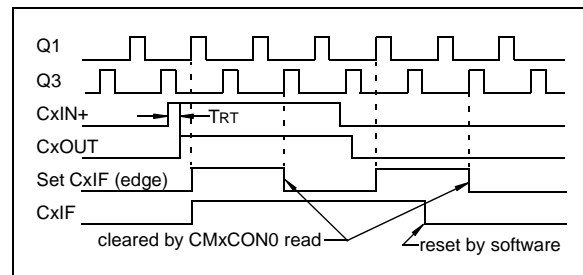 Q1
Q3
CxIN+
TRT
CxOUT
Set CxIF (edge)
CxIF
cleared by CMxCON0 read
reset by software